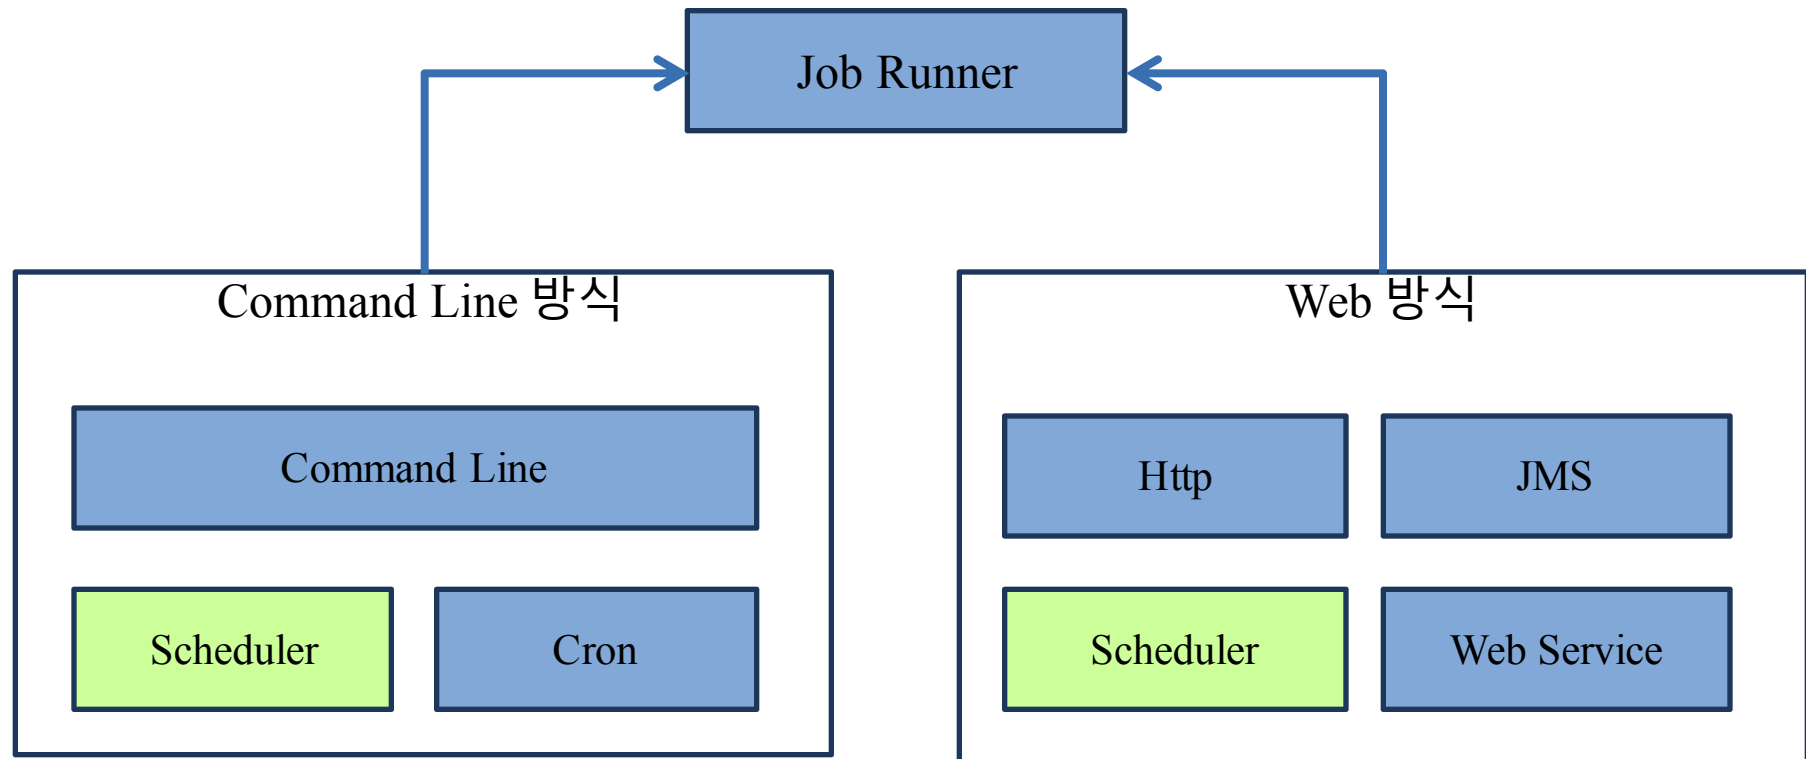 Job Runner
Command Line 방식
Web 방식
Command Line
Http
JMS
Scheduler
Cron
Scheduler
Web Service